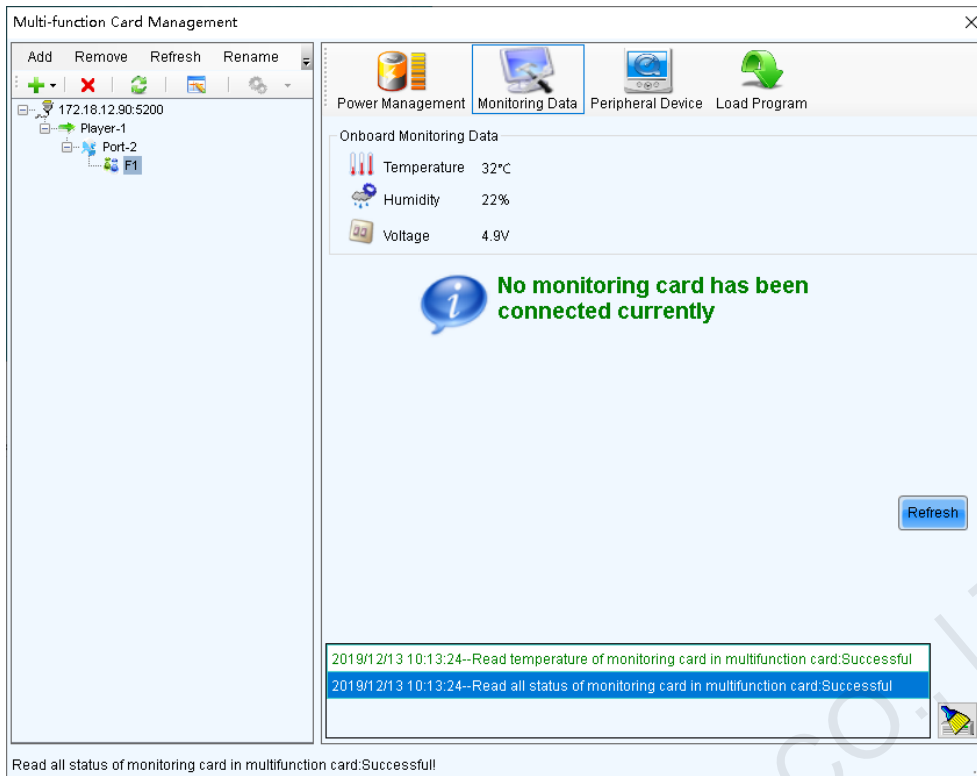 Multi-function Card Management
Add Remove Refresh Rename
172.18.12.90:5200
Player-1
Port-2
F1
Power Management Monitoring Data Peripheral Device Load Program
Onboard Monitoring Data
Temperature 32°C
Humidity 22%
Voltage 4.9V
No monitoring card has been
connected currently
Refresh
2019/12/13 10:13:24--Read temperature of monitoring card in multifunction card:Successful
2019/12/13 10:13:24--Read all status of monitoring card in multifunction card:Successful
Read all status of monitoring card in multifunction card:Successful!